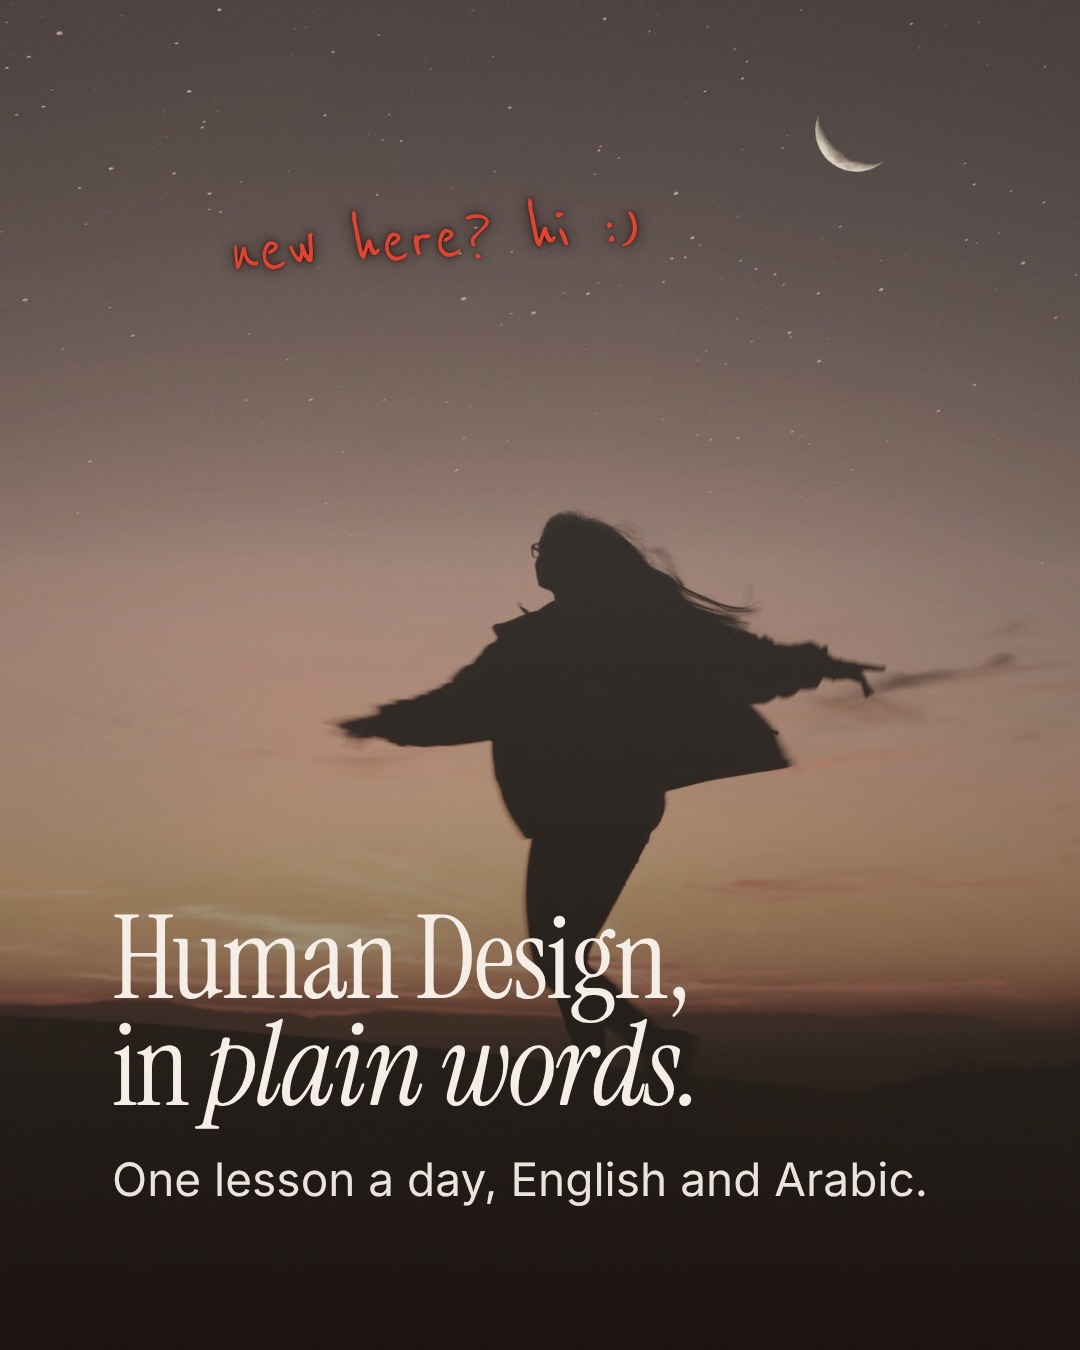 new here? hi :)
Human Design,
in plain words.
One lesson a day, English and Arabic.